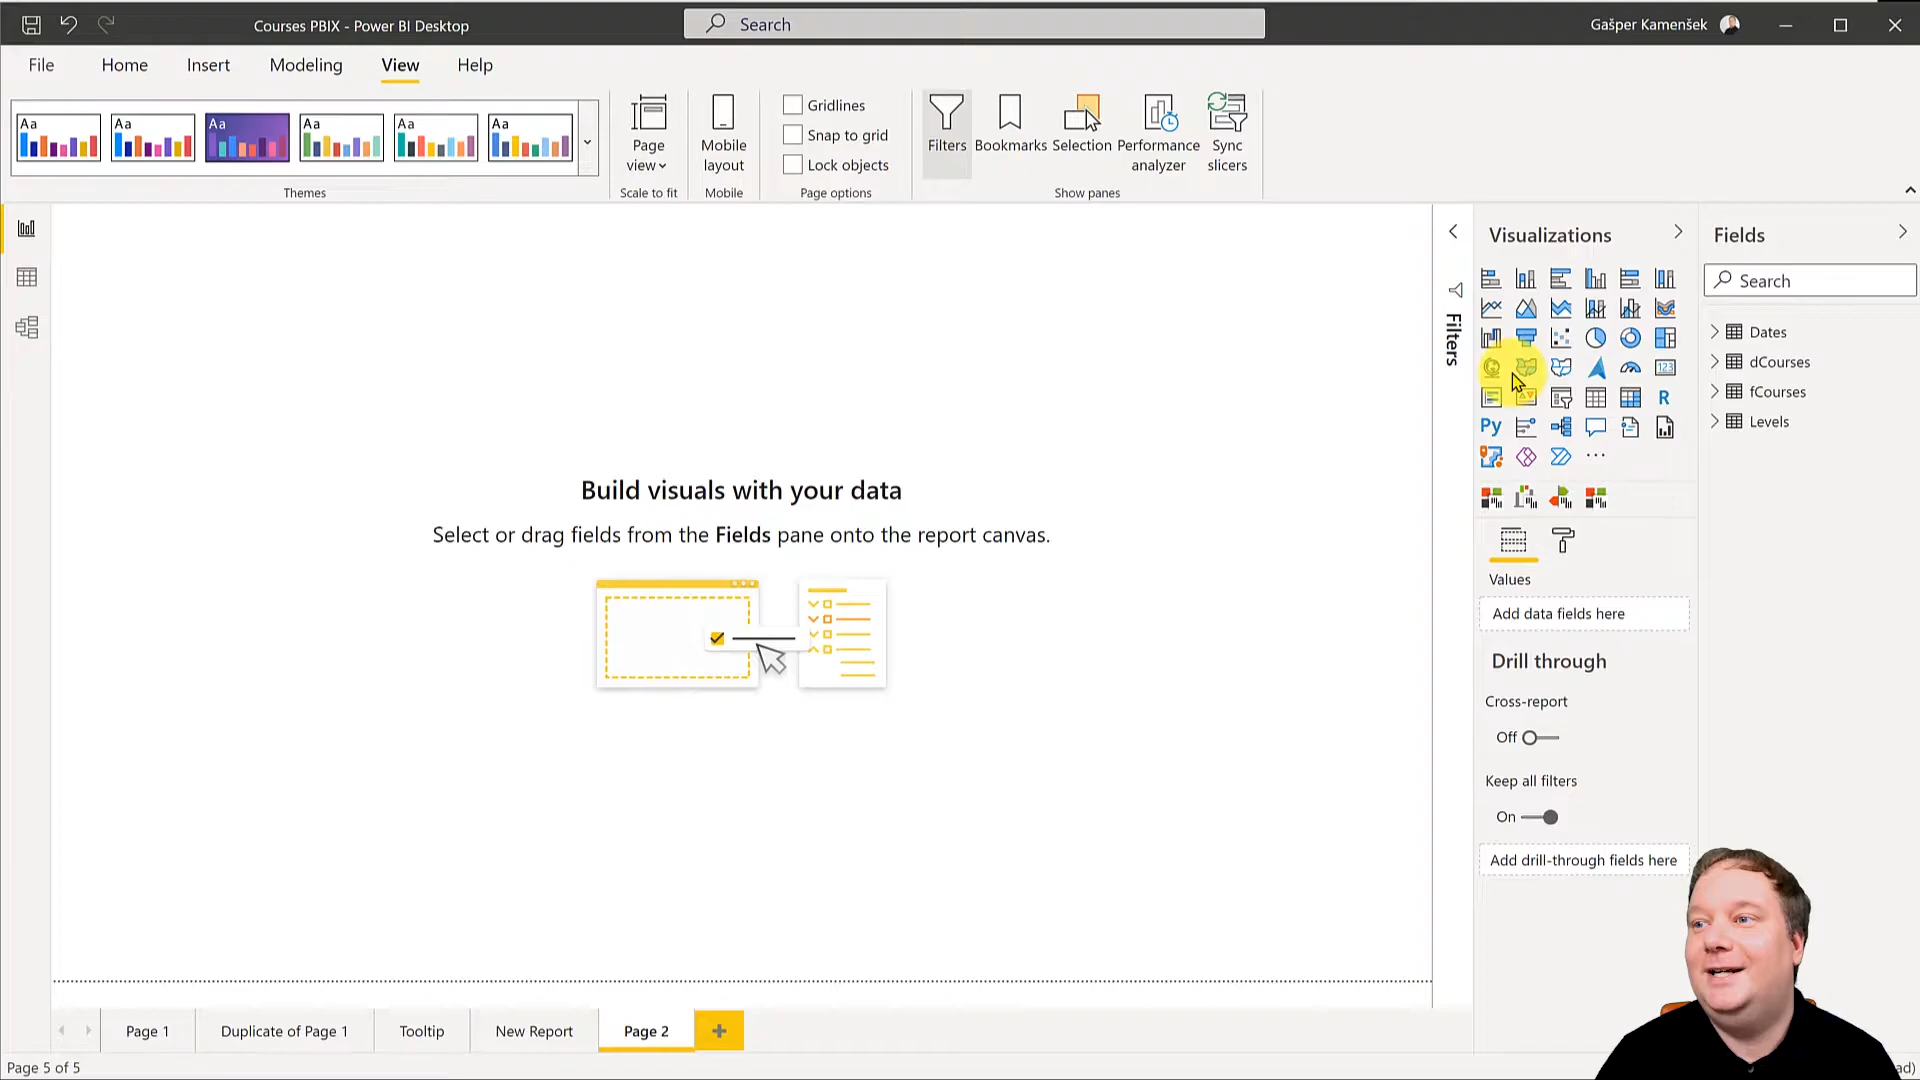 Courses PBIX - Power BI Desktop
Search
Gašper Kamenšek
File
Home
Insert
Modeling
View
Help
Aa
Aa
Aa
Aa
Aa
Aa
Themes
Page
view
Scale to fit
Mobile
layout
Mobile
Gridlines
Snap to grid
Lock objects
Page options
Filters
Bookmarks
Selection
Performance
analyzer
Sync
slicers
Show panes
Filters
Visualizations
123
R
Py
Values
Add data fields here
Drill through
Cross-report
Off
Keep all filters
On
Add drill-through fields here
Fields
Search
Dates
dCourses
fCourses
Levels
Build visuals with your data
Select or drag fields from the Fields pane onto the report canvas.
Page 1
Duplicate of Page 1
Tooltip
New Report
Page 2
Page 5 of 5